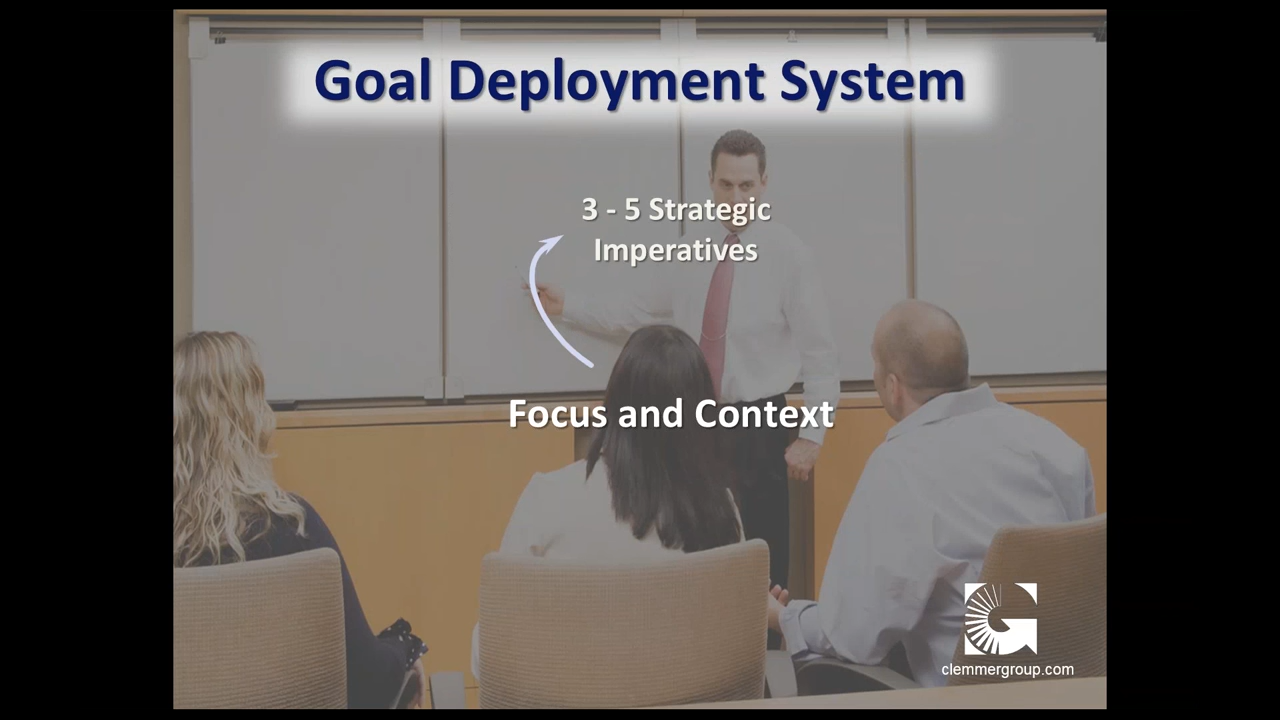 Goal Deployment System
3 - 5 Strategic
Imperatives
Focus and Context
clemmergroup.com